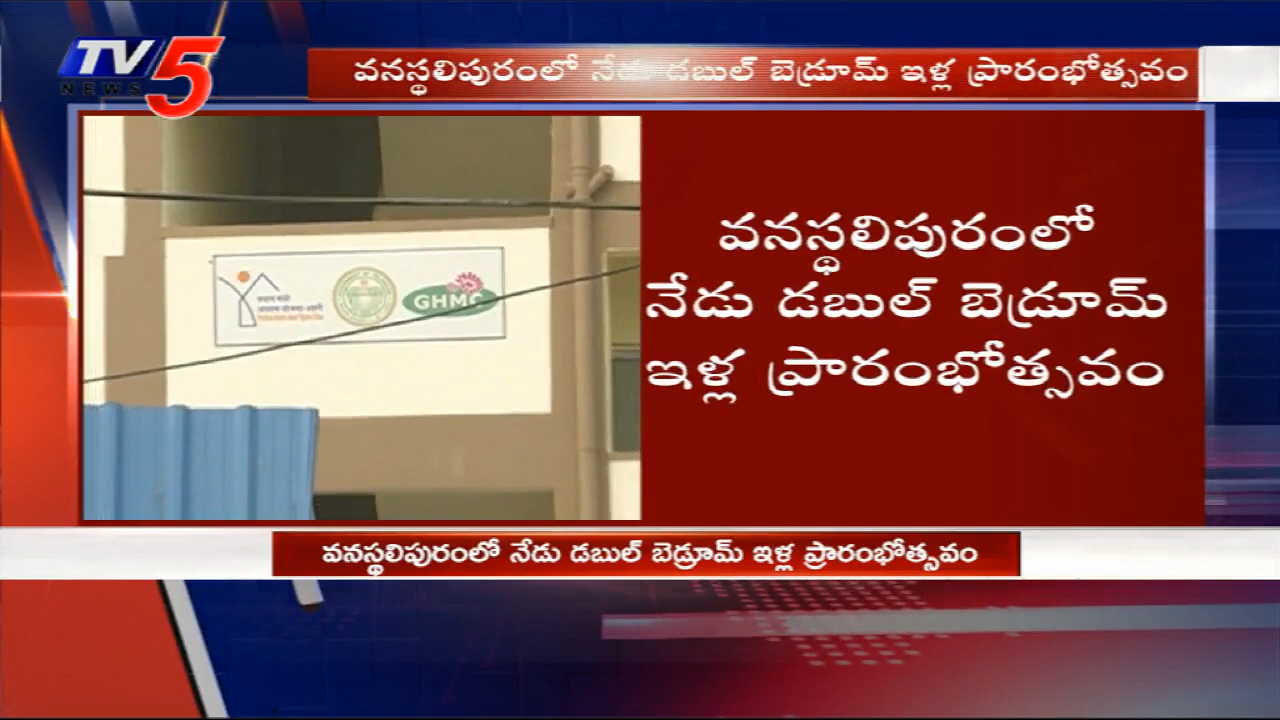 TV5
NEWS
వనస్థలిపురంలో నేడు డబుల్ బెడ్రూమ్ ఇళ్ల ప్రారంభోత్సవం
GHMC
వనస్థలిపురంలో
నేడు డబుల్ బెడ్రూమ్
ఇళ్ల ప్రారంభోత్సవం
వనస్థలిపురంలో నేడు డబుల్ బెడ్రూమ్ ఇళ్ల ప్రారంభోత్సవం